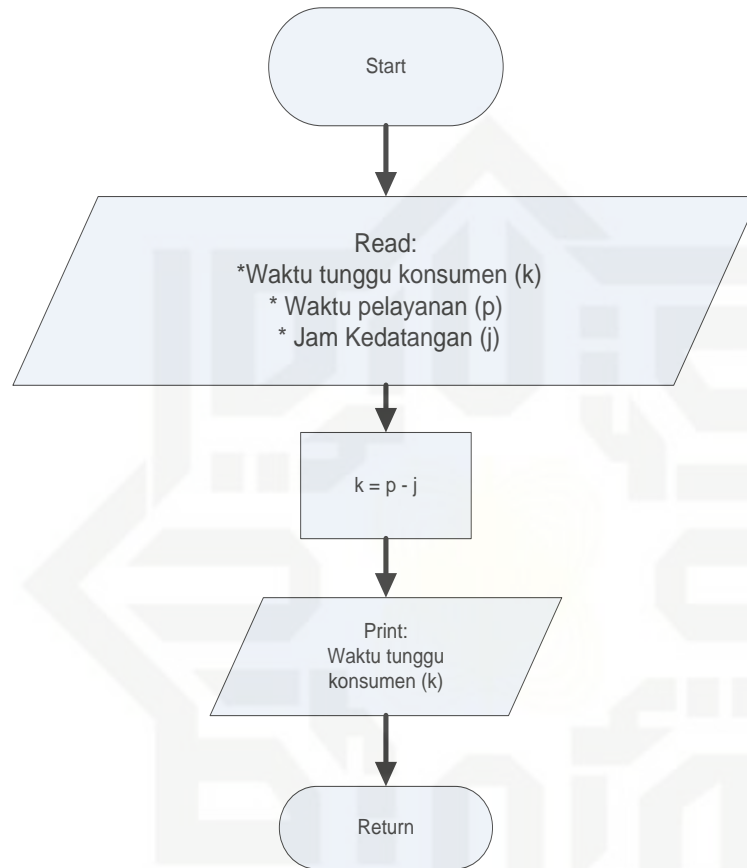 Start
Read:
*Waktu tunggu konsumen (k)
* Waktu pelayanan (p)
* Jam Kedatangan (j)
k = p - j
Print:
Waktu tunggu
konsumen (k)
Return